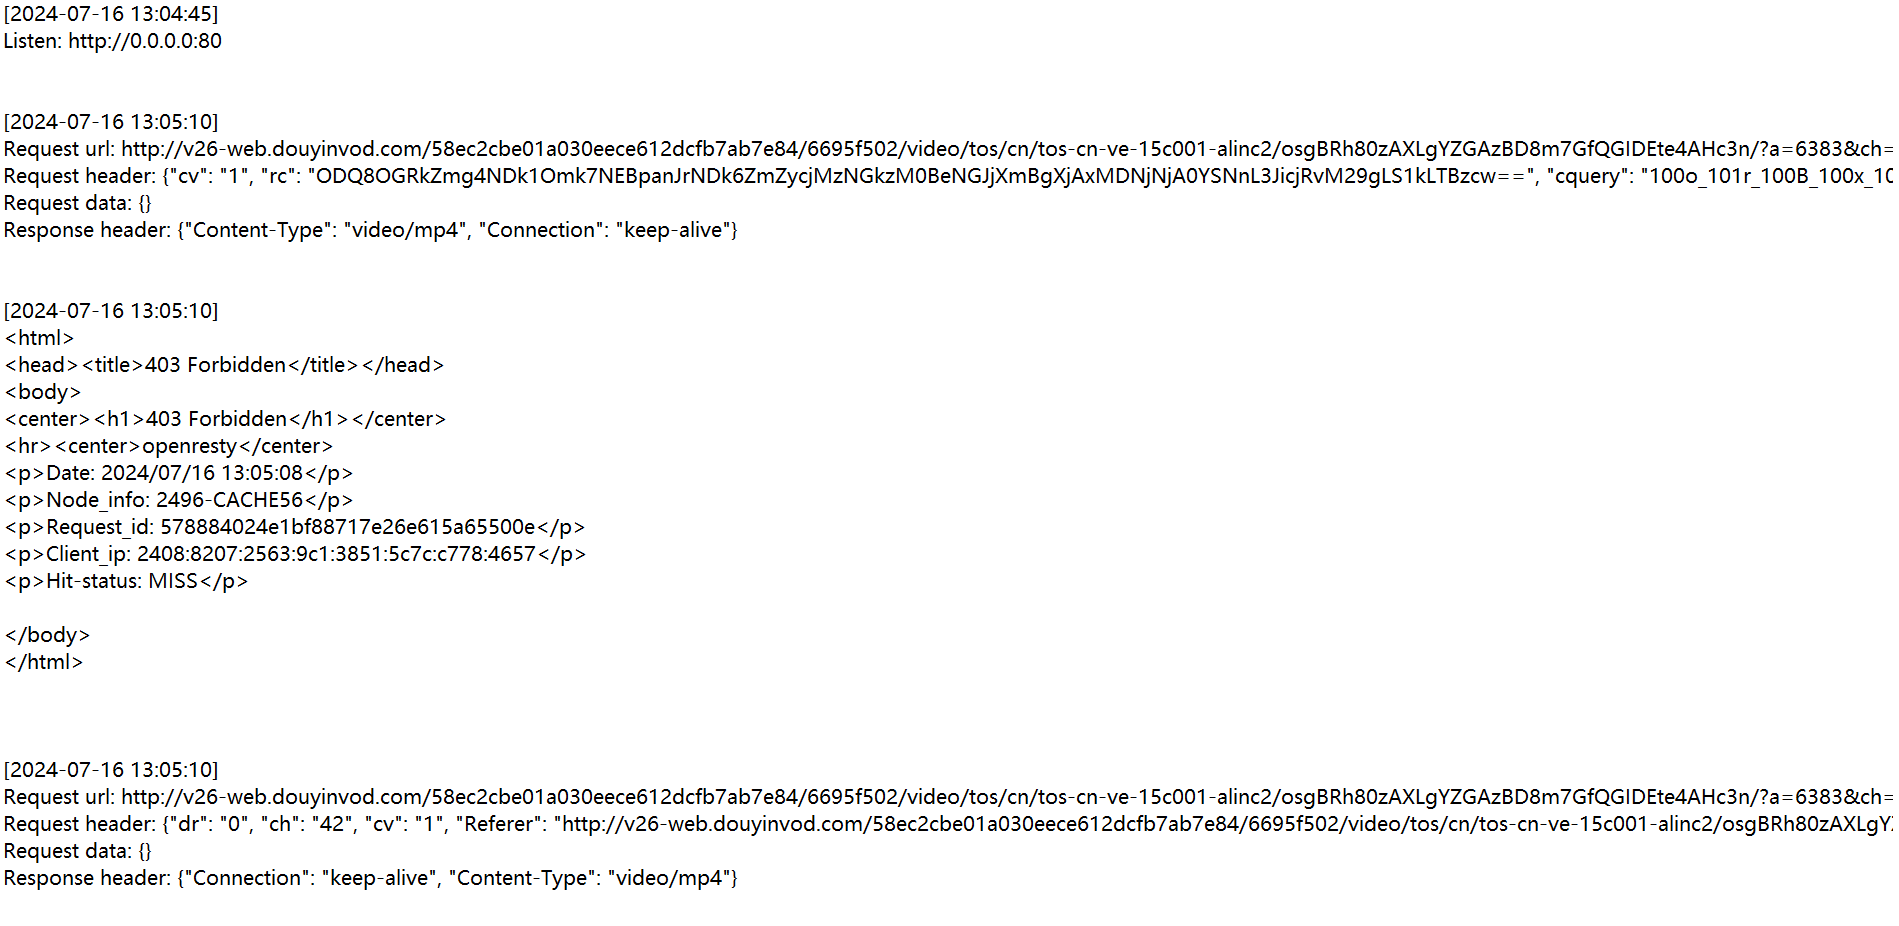 [2024-07-16 13:04:45]
Listen: http://0.0.0.0:80
[2024-07-16 13:05:10]
Request url: http://v26-web.douyinvod.com/58ec2cbe01a030eece612dcfb7ab7e84/6695f502/video/tos/cn/tos-cn-ve-15c001-alinc2/osgBRh80zAXLgYZGAzBD8m7GfQGIDEte4AHc3n/?a=6383&ch=
Request header: {"cv": "1", "rc": "ODQ8OGRkZmg4NDk1Omk7NEBpanJrNDk6ZmZycjMzNGkzM0BeNGJjXmBgXjAxMDNjNjA0YSNnL3JicjRvM29gLS1kLTBzcw==", "cquery": "100o_101r_100B_100x_10
Request data: {}
Response header: {"Content-Type": "video/mp4", "Connection": "keep-alive"}
[2024-07-16 13:05:10]
<html>
<head><title>403 Forbidden</title></head>
<body>
<center><h1>403 Forbidden</h1></center>
<hr><center>openresty</center>
<p>Date: 2024/07/16 13:05:08</p>
<p>Node_info: 2496-CACHE56</p>
<p>Request_id: 578884024e1bf88717e26e615a65500e</p>
<p>Client_ip: 2408:8207:2563:9c1:3851:5c7c:c778:4657</p>
<p>Hit-status: MISS</p>
</body>
</html>
[2024-07-16 13:05:10]
Request url: http://v26-web.douyinvod.com/58ec2cbe01a030eece612dcfb7ab7e84/6695f502/video/tos/cn/tos-cn-ve-15c001-alinc2/osgBRh80zAXLgYZGAzBD8m7GfQGIDEte4AHc3n/?a=6383&ch=
Request header: {"dr": "0", "ch": "42", "cv": "1", "Referer": "http://v26-web.douyinvod.com/58ec2cbe01a030eece612dcfb7ab7e84/6695f502/video/tos/cn/tos-cn-ve-15c001-alinc2/osgBRh80zAXLgY
Request data: {}
Response header: {"Connection": "keep-alive", "Content-Type": "video/mp4"}